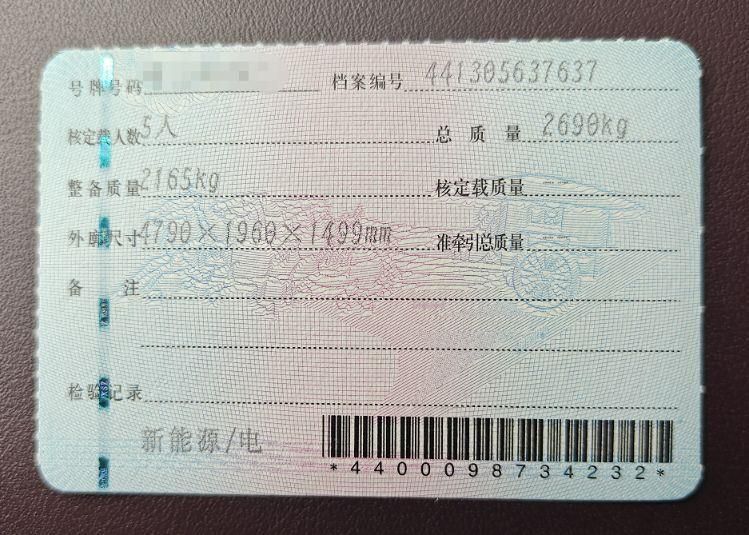 号牌号码 档案编号 441305637637
核定载人数 5人 总质量 2690kg
整备质量 2165kg 核定载质量 --
外廓尺寸 4790×1960×1499mm 准牵引总质量
备注
检验记录
新能源/电
*4400098734232*